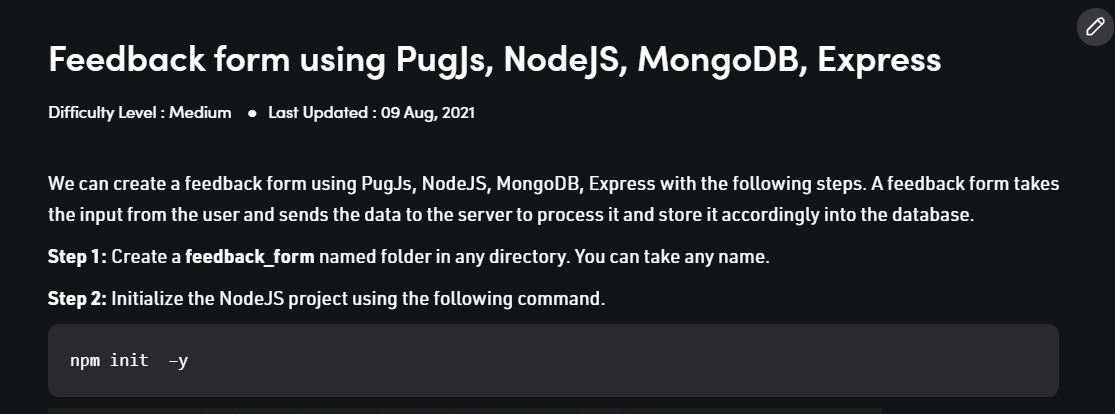 Feedback form using PugJs, NodeJS, MongoDB, Express
Difficulty Level : Medium ● Last Updated : 09 Aug, 2021
We can create a feedback form using PugJs, NodeJS, MongoDB, Express with the following steps. A feedback form takes
the input from the user and sends the data to the server to process it and store it accordingly into the database.
Step 1: Create a feedback_form named folder in any directory. You can take any name.
Step 2: Initialize the NodeJS project using the following command.
npm init  -y